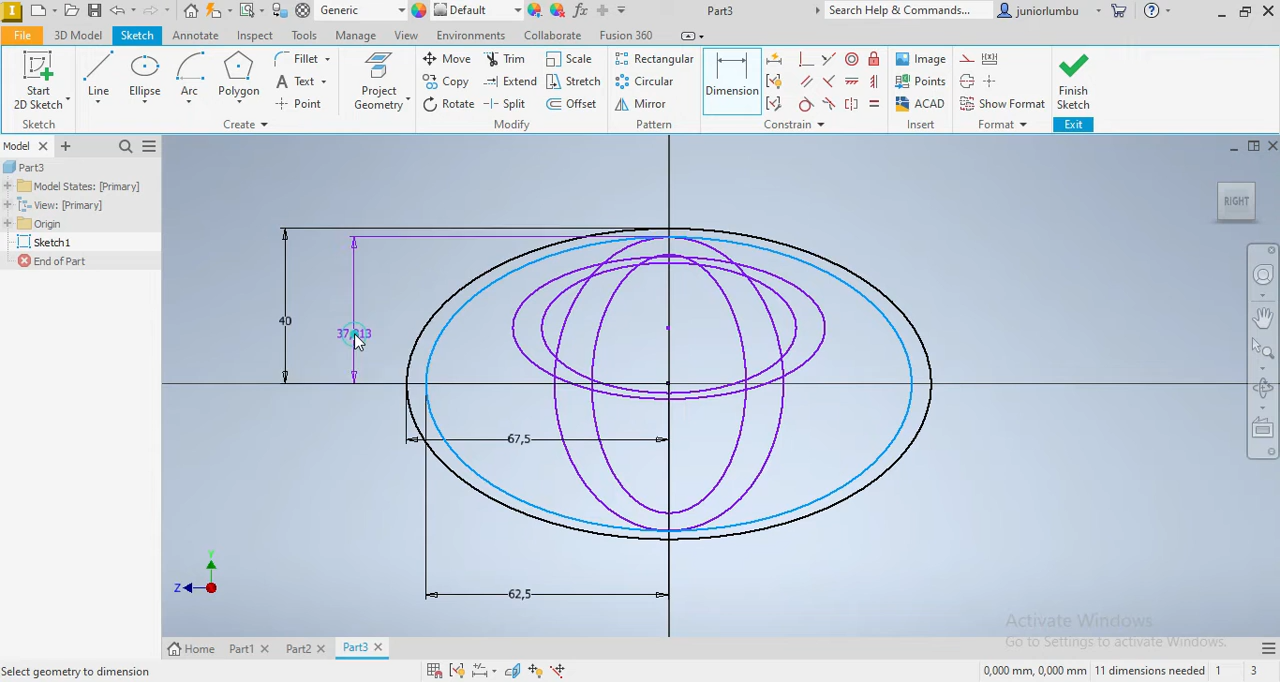 Generic
Default
Part3
Search Help & Commands...
juniorlumbu
File
3D Model
Sketch
Annotate
Inspect
Tools
Manage
View
Environments
Collaborate
Fusion 360
Start
2D Sketch
Line
Ellipse
Arc
Polygon
Fillet
Text
Point
Project
Geometry
Move
Copy
Rotate
Trim
Extend
Split
Scale
Stretch
Offset
Rectangular
Circular
Mirror
Dimension
Image
Points
ACAD
Show Format
Finish
Sketch
Sketch
Create
Modify
Pattern
Constrain
Insert
Format
Exit
Model
Part3
Model States: [Primary]
View: [Primary]
Origin
Sketch1
End of Part
RIGHT
40
67,5
62,5
Y
Z
Activate Windows
Go to Settings to activate Windows.
Home
Part1
Part2
Part3
Select geometry to dimension
0,000 mm, 0,000 mm
11 dimensions needed
1
3